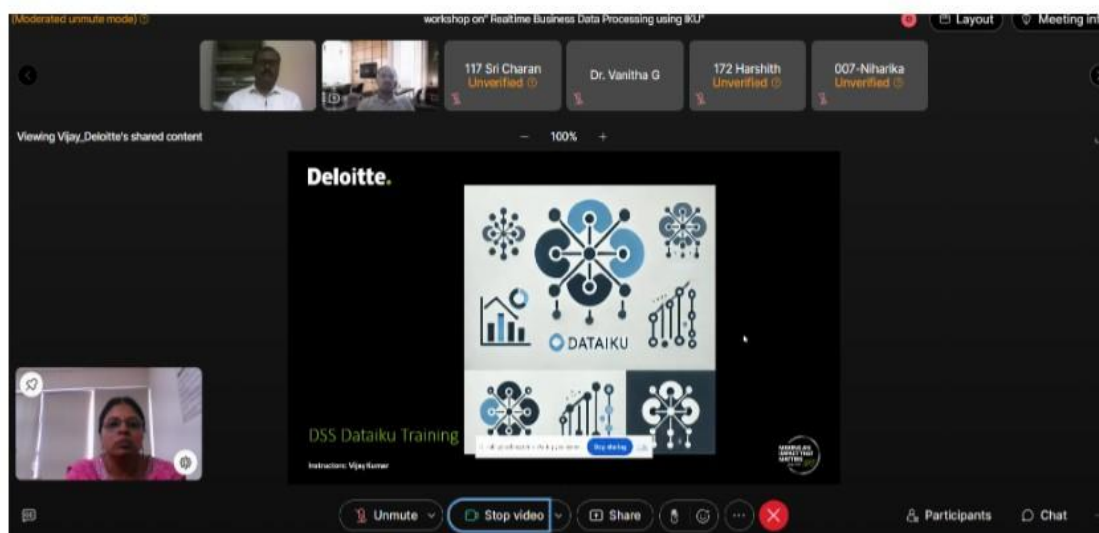 (Moderated unmute mode)
workshop on" Realtime Business Data Processing using IKU"
Layout
Meeting in
117 Sri Charan
Unverified
Dr. Vanitha G
172 Harshith
Unverified
007-Niharika
Unverified
Viewing Vijay_Deloitte's shared content
100%
Deloitte.
DATAIKU
DSS Dataiku Training
Stop sharing
Instructors: Vijay Kumar
Unmute
Stop video
Share
Participants
Chat